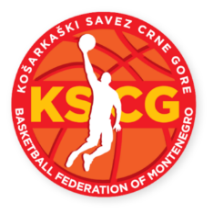 KOŠARKAŠKI SAVEZ CRNE GORE
KSCG
BASKETBALL FEDERATION OF MONTENEGRO